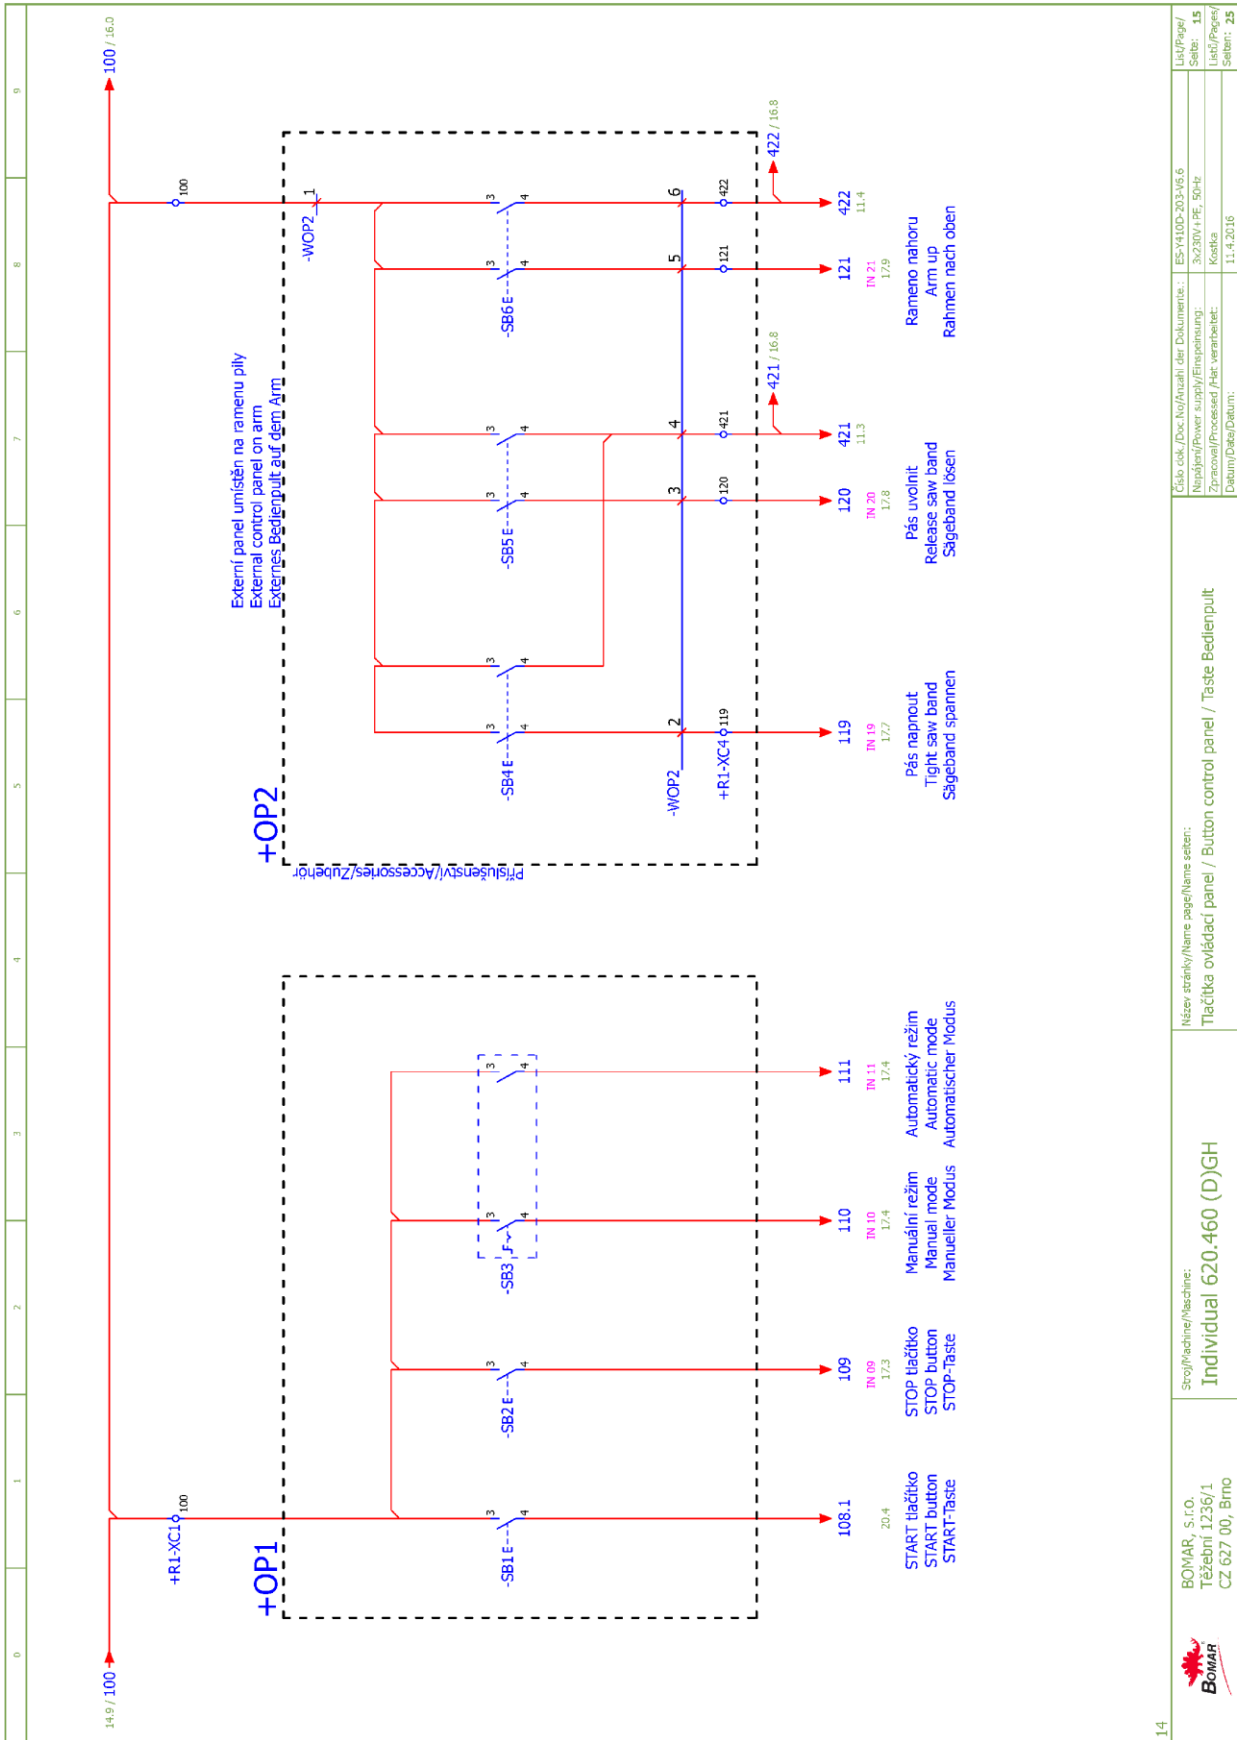 0 1 2 3 4 5 6 7 8 9
14.9 / 100
100 / 16.0
+R1-XC1 100
100
+OP1
-SB1 E 3 4
-SB2 E 3 4
-SB3 3 4 3 4
108.1
20.4
START tlačítko
START button
START-Taste
109
IN 09
17.3
STOP tlačítko
STOP button
STOP-Taste
110
IN 10
17.4
Manuální režim
Manual mode
Manueller Modus
111
IN 11
17.4
Automatický režim
Automatic mode
Automatischer Modus
+OP2
Externí panel umístěn na ramenu pily
External control panel on arm
Externes Bedienpult auf dem Arm
Příslušenství/Accessories/Zubehör
-WOP2 1
-SB4 E 3 4 3 4
-SB5 E 3 4 3 4
-SB6 E 3 4 3 4
-WOP2 2 3 4 5 6
+R1-XC4 119 120 421 121 422
421 / 16.8
422 / 16.8
119
IN 19
17.7
Pás napnout
Tight saw band
Sägeband spannen
120
IN 20
17.8
421
11.3
Pás uvolnit
Release saw band
Sägeband lösen
121
IN 21
17.9
422
11.4
Rameno nahoru
Arm up
Rahmen nach oben
14
BOMAR
BOMAR, s.r.o.
Těžební 1236/1
CZ 627 00, Brno
Stroj/Machine/Maschine:
Individual 620.460 (D)GH
Název stránky/Name page/Name seiten:
Tlačítka ovládací panel / Button control panel / Taste Bedienpult
Číslo dok./Doc.No/Anzahl der Dokumente.: ES-Y410D-203-V6.6
Napájení/Power supply/Einspeinsung: 3x230V+PE, 50Hz
Zpracoval/Processed /Hat verarbeitet: Kostka
Datum/Date/Datum: 11.4.2016
List/Page/
Seite: 15
Listů/Pages/
Seiten: 25